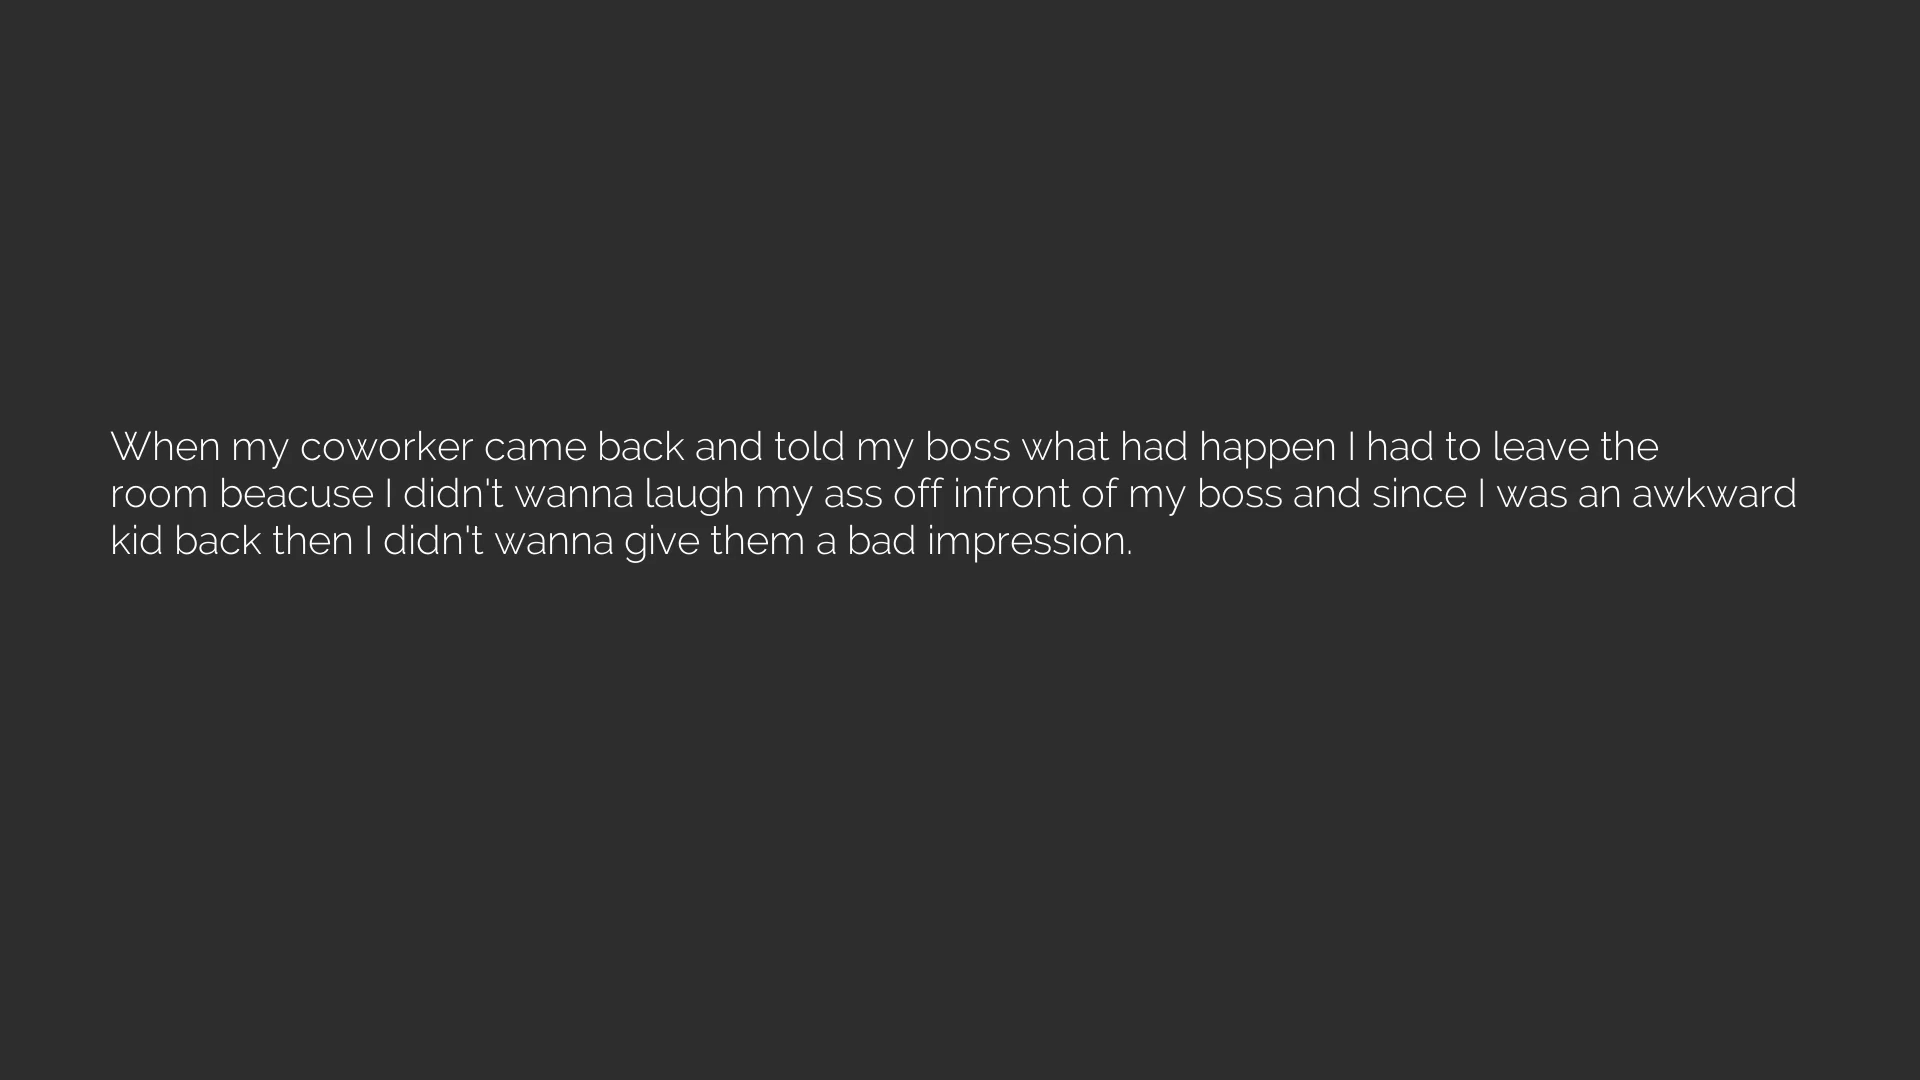 When my coworker came back and told my boss what had happen I had to leave the
room beacuse I didn't wanna laugh my ass off infront of my boss and since I was an awkward
kid back then I didn't wanna give them a bad impression.